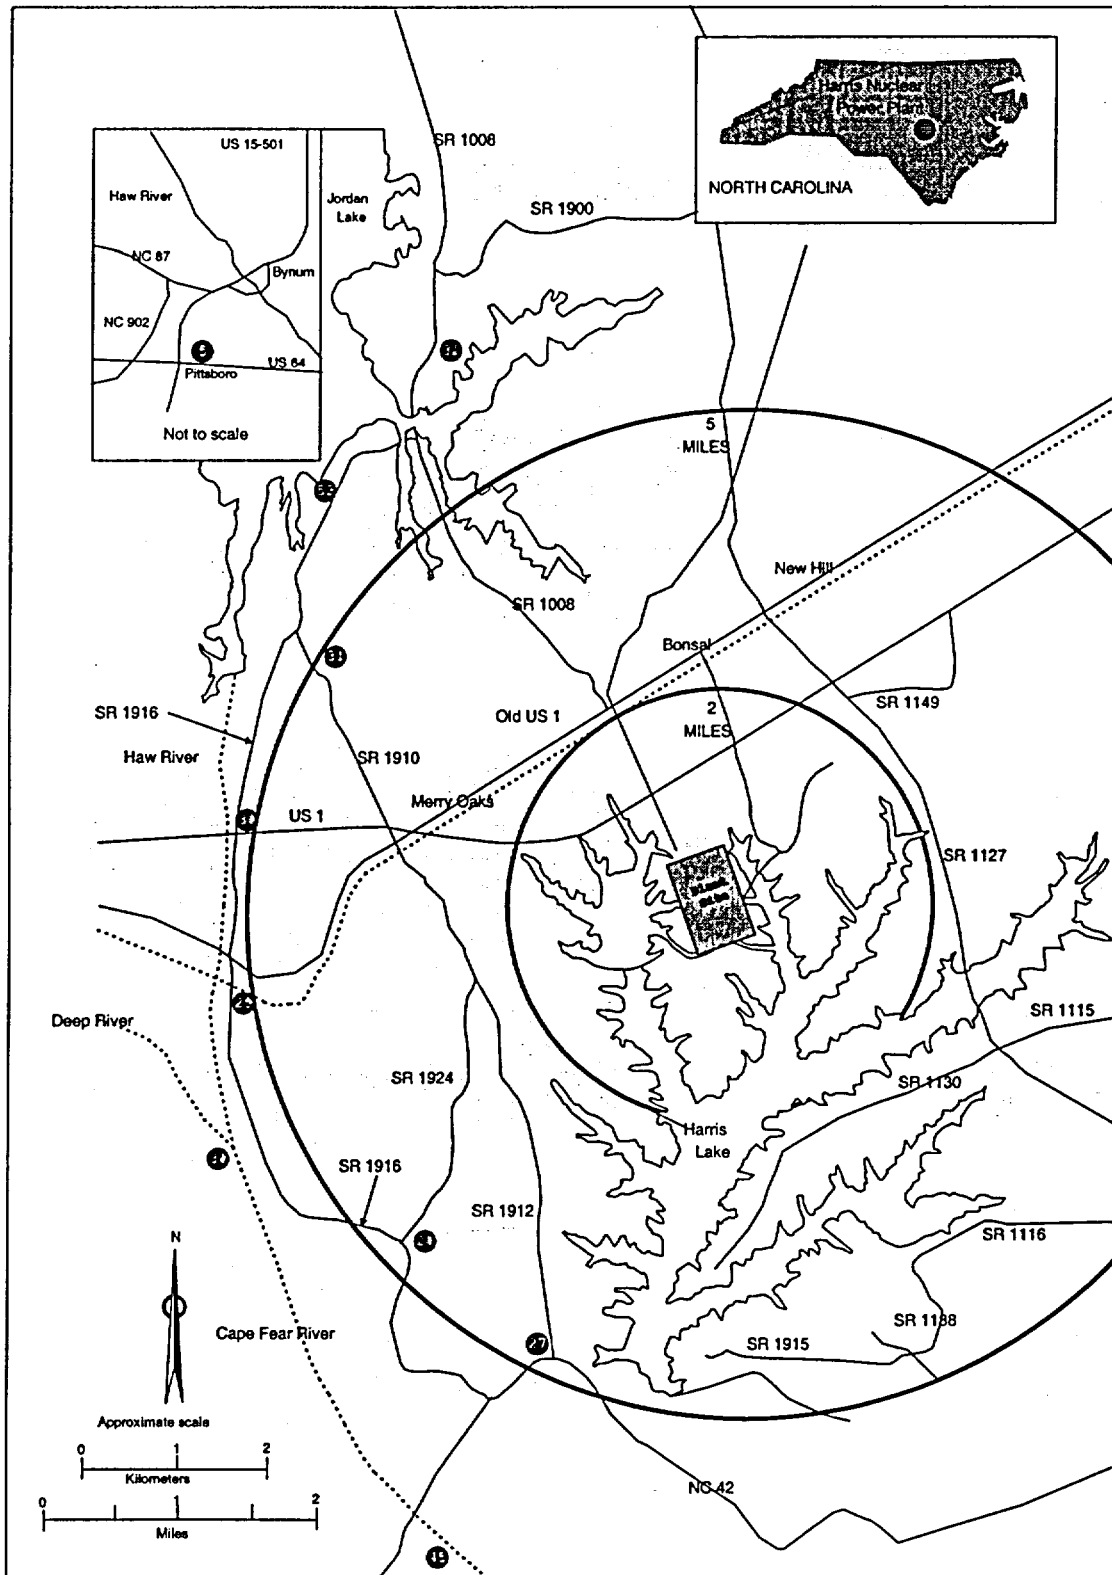 US 15-501
Haw River
NC 87
Bynum
NC 902
US 64
Pittsboro
Not to scale
Jordan
Lake
SR 1008
SR 1900
Harris Nuclear
Power Plant
NORTH CAROLINA
5
MILES
New Hill
SR 1008
Bonsal
SR 1149
2
MILES
Old US 1
SR 1916
Haw River
SR 1910
Merry Oaks
US 1
SR 1127
Plant
Site
Deep River
SR 1115
SR 1924
SR 1130
Harris
Lake
SR 1916
SR 1912
SR 1116
N
Cape Fear River
27
SR 1915
SR 1188
Approximate scale
0 1 2
Kilometers
0 1 2
Miles
NC 42